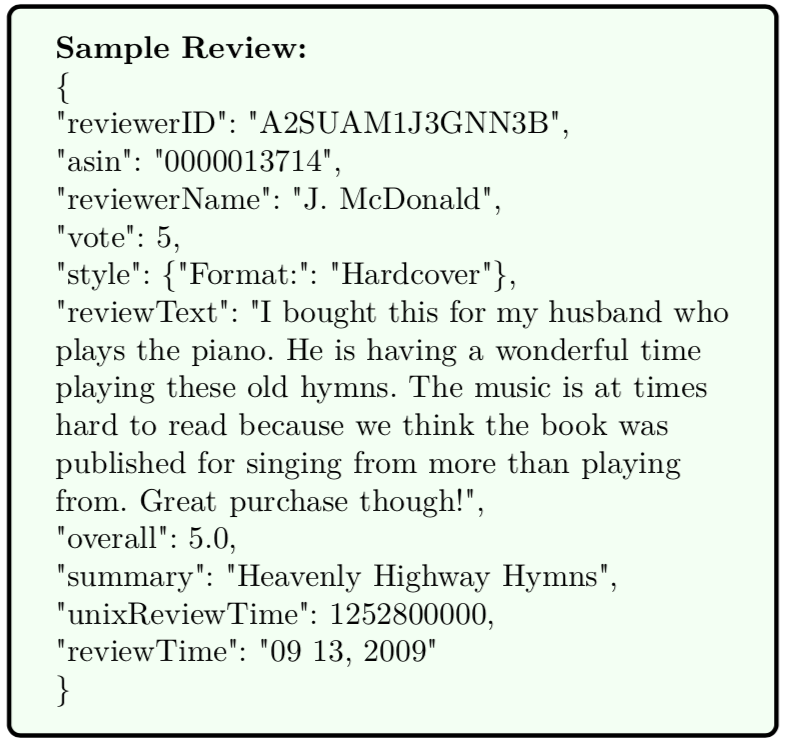 Sample Review:
{
"reviewerID": "A2SUAM1J3GNN3B",
"asin": "0000013714",
"reviewerName": "J. McDonald",
"vote": 5,
"style": {"Format:": "Hardcover"},
"reviewText": "I bought this for my husband who
plays the piano. He is having a wonderful time
playing these old hymns. The music is at times
hard to read because we think the book was
published for singing from more than playing
from. Great purchase though!",
"overall": 5.0,
"summary": "Heavenly Highway Hymns",
"unixReviewTime": 1252800000,
"reviewTime": "09 13, 2009"
}